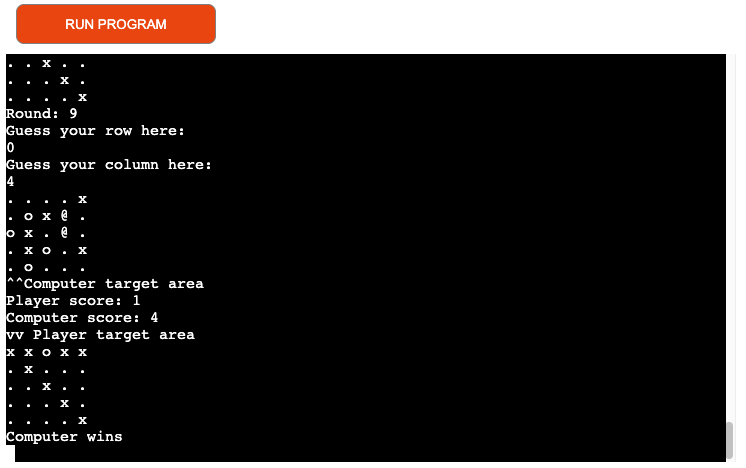 RUN PROGRAM
. . x . .
. . . x .
. . . . x
Round: 9
Guess your row here:
0
Guess your column here:
4
. . . . x
. o x @ .
o x . @ .
. x o . x
. o . . .
^^Computer target area
Player score: 1
Computer score: 4
vv Player target area
x x o x x
. x . . .
. . x . .
. . . x .
. . . . x
Computer wins